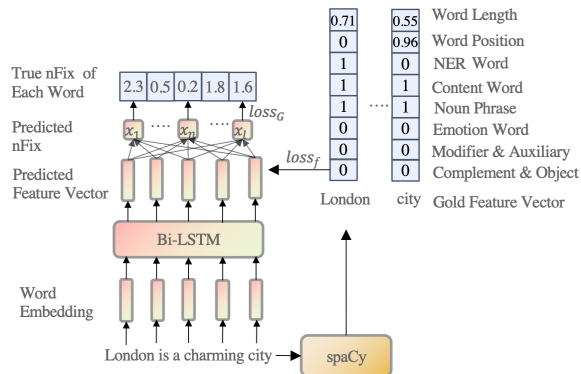 True nFix of
Each Word
2.3 0.5 0.2 1.8 1.6
loss_G
Predicted
nFix
x_1 ···· x_n ···· x_l
Predicted
Feature Vector
Bi-LSTM
Word
Embedding
London is a charming city
spaCy
loss_f
0.71 0.55 Word Length
0 0.96 Word Position
1 0 NER Word
1 1 Content Word
1 ···· 1 Noun Phrase
0 0 Emotion Word
0 0 Modifier & Auxiliary
0 0 Complement & Object
London city Gold Feature Vector